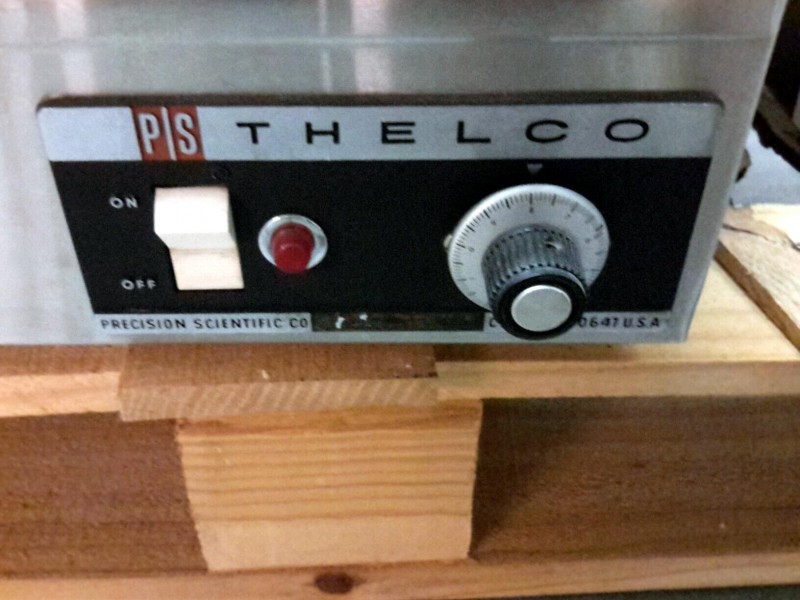 P|S THELCO
ON
OFF
PRECISION SCIENTIFIC CO 0647 U.S.A